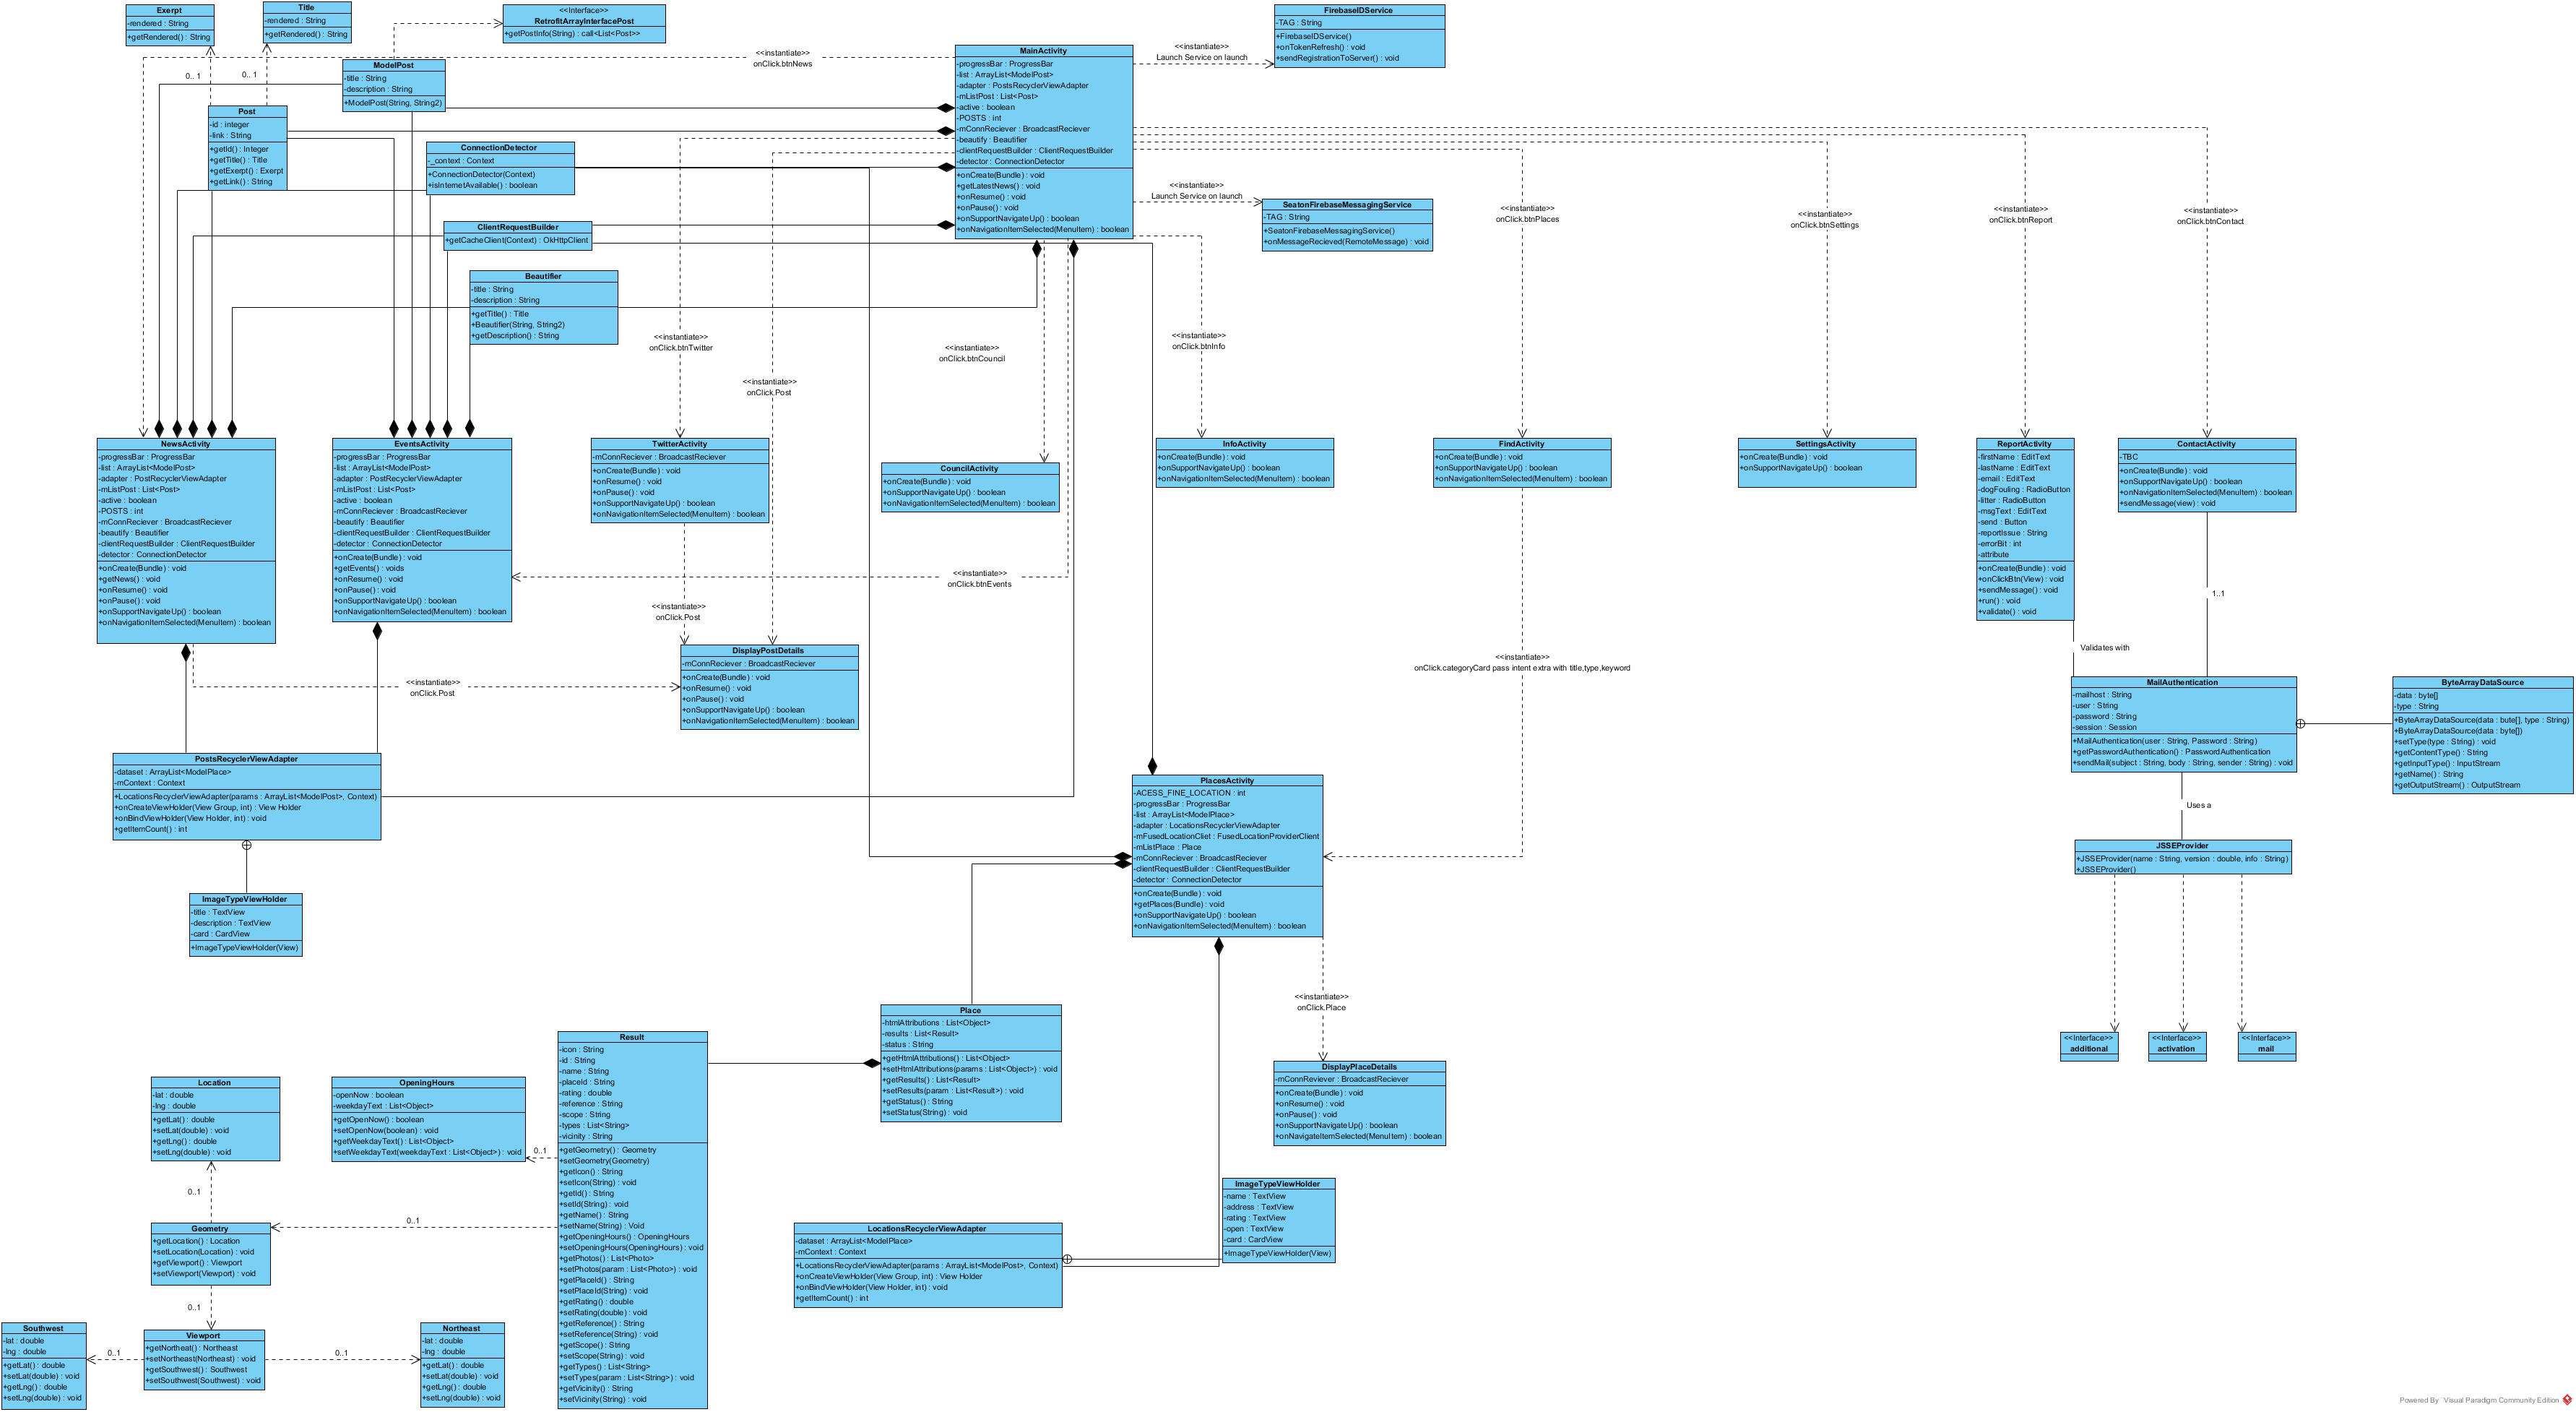 Exerpt
-rendered : String
+getRendered() : String
Title
-rendered : String
+getRendered() : String
<<Interface>>
RetrofitArrayInterfacePost
+getPostInfo(String) : call<List<Post>>
FirebaseIDService
-TAG : String
+FirebaseIDService()
+onTokenRefresh() : void
+sendRegistrationToServer() : void
MainActivity
-progressBar : ProgressBar
-list : ArrayList<ModelPost>
-adapter : PostsRecyclerViewAdapter
-mListPost : List<Post>
-active : boolean
-POSTS : int
-mConnReciever : BroadcastReciever
-beautify : Beautifier
-clientRequestBuilder : ClientRequestBuilder
-detector : ConnectionDetector
+onCreate(Bundle) : void
+getLatestNews() : void
+onResume() : void
+onPause() : void
+onSupportNavigateUp() : boolean
+onNavigationItemSelected(MenuItem) : boolean
<<instantiate>>
Launch Service on launch
<<instantiate>>
onClick.btnNews
0.. 1
0.. 1
ModelPost
-title : String
-description : String
+ModelPost(String, String2)
Post
-id : integer
-link : String
+getId() : Integer
+getTitle() : Title
+getExerpt() : Exerpt
+getLink() : String
ConnectionDetector
-_context : Context
+ConnectionDetector(Context)
+isInternetAvailable() : boolean
ClientRequestBuilder
+getCacheClient(Context) : OkHttpClient
Beautifier
-title : String
-description : String
+getTitle() : Title
+Beautifier(String, String2)
+getDescription() : String
<<instantiate>>
Launch Service on launch
SeatonFirebaseMessagingService
-TAG : String
+SeatonFirebaseMessagingService()
+onMessageRecieved(RemoteMessage) : void
<<instantiate>>
onClick.btnPlaces
<<instantiate>>
onClick.btnSettings
<<instantiate>>
onClick.btnReport
<<instantiate>>
onClick.btnContact
<<instantiate>>
onClick.btnTwitter
<<instantiate>>
onClick.Post
<<instantiate>>
onClick.btnCouncil
<<instantiate>>
onClick.btnInfo
NewsActivity
-progressBar : ProgressBar
-list : ArrayList<ModelPost>
-adapter : PostRecyclerViewAdapter
-mListPost : List<Post>
-active : boolean
-POSTS : int
-mConnReciever : BroadcastReciever
-beautify : Beautifier
-clientRequestBuilder : ClientRequestBuilder
-detector : ConnectionDetector
+onCreate(Bundle) : void
+getNews() : void
+onResume() : void
+onPause() : void
+onSupportNavigateUp() : boolean
+onNavigationItemSelected(MenuItem) : boolean
EventsActivity
-progressBar : ProgressBar
-list : ArrayList<ModelPost>
-adapter : PostRecyclerViewAdapter
-mListPost : List<Post>
-active : boolean
-mConnReciever : BroadcastReciever
-beautify : Beautifier
-clientRequestBuilder : ClientRequestBuilder
-detector : ConnectionDetector
+onCreate(Bundle) : void
+getEvents() : voids
+onResume() : void
+onPause() : void
+onSupportNavigateUp() : boolean
+onNavigationItemSelected(MenuItem) : boolean
TwitterActivity
-mConnReciever : BroadcastReciever
+onCreate(Bundle) : void
+onResume() : void
+onPause() : void
+onSupportNavigateUp() : boolean
+onNavigationItemSelected(MenuItem) : boolean
CouncilActivity
+onCreate(Bundle) : void
+onSupportNavigateUp() : boolean
+onNavigationItemSelected(MenuItem) : boolean
InfoActivity
+onCreate(Bundle) : void
+onSupportNavigateUp() : boolean
+onNavigationItemSelected(MenuItem) : boolean
FindActivity
+onCreate(Bundle) : void
+onSupportNavigateUp() : boolean
+onNavigationItemSelected(MenuItem) : boolean
SettingsActivity
+onCreate(Bundle) : void
+onSupportNavigateUp() : boolean
ReportActivity
-firstName : EditText
-lastName : EditText
-email : EditText
-dogFouling : RadioButton
-litter : RadioButton
-msgText : EditText
-send : Button
-reportIssue : String
-errorBit : int
-attribute
+onCreate(Bundle) : void
+onClickBtn(View) : void
+sendMessage() : void
+run() : void
+validate() : void
ContactActivity
-TBC
+onCreate(Bundle) : void
+onSupportNavigateUp() : boolean
+onNavigationItemSelected(MenuItem) : boolean
+sendMessage(view) : void
<<instantiate>>
onClick.btnEvents
1..1
<<instantiate>>
onClick.Post
Validates with
DisplayPostDetails
-mConnReciever : BroadcastReciever
+onCreate(Bundle) : void
+onResume() : void
+onPause() : void
+onSupportNavigateUp() : boolean
+onNavigationItemSelected(MenuItem) : boolean
<<instantiate>>
onClick.Post
<<instantiate>>
onClick.categoryCard pass intent extra with title,type,keyword
MailAuthentication
-mailhost : String
-user : String
-password : String
-session : Session
+MailAuthentication(user : String, Password : String)
+getPasswordAuthentication() : PasswordAuthentication
+sendMail(subject : String, body : String, sender : String) : void
ByteArrayDataSource
-data : byte[]
-type : String
+ByteArrayDataSource(data : bute[], type : String)
+ByteArrayDataSource(data : byte[])
+setType(type : String) : void
+getContentType() : String
+getInputType() : InputStream
+getName() : String
+getOutputStream() : OutputStream
PostsRecyclerViewAdapter
-dataset : ArrayList<ModelPlace>
-mContext : Context
+LocationsRecyclerViewAdapter(params : ArrayList<ModelPost>, Context)
+onCreateViewHolder(View Group, int) : View Holder
+onBindViewHolder(View Holder, int) : void
+getItemCount() : int
PlacesActivity
-ACESS_FINE_LOCATION : int
-progressBar : ProgressBar
-list : ArrayList<ModelPlace>
-adapter : LocationsRecyclerViewAdapter
-mFusedLocationCliet : FusedLocationProviderClient
-mListPlace : Place
-mConnReciever : BroadcastReciever
-clientRequestBuilder : ClientRequestBuilder
-detector : ConnectionDetector
+onCreate(Bundle) : void
+getPlaces(Bundle) : void
+onSupportNavigateUp() : boolean
+onNavigationItemSelected(MenuItem) : boolean
Uses a
JSSEProvider
+JSSEProvider(name : String, version : double, info : String)
+JSSEProvider()
ImageTypeViewHolder
-title : TextView
-description : TextView
-card : CardView
+ImageTypeViewHolder(View)
<<instantiate>>
onClick.Place
<<Interface>>
additional
<<Interface>>
activation
<<Interface>>
mail
Place
-htmlAttributions : List<Object>
-results : List<Result>
-status : String
+getHtmlAttributions() : List<Object>
+setHtmlAttributions(params : List<Object>) : void
+getResults() : List<Result>
+setResults(param : List<Result>) : void
+getStatus() : String
+setStatus(String) : void
Result
-icon : String
-id : String
-name : String
-placeId : String
-rating : double
-reference : String
-scope : String
-types : List<String>
-vicinity : String
+getGeometry() : Geometry
+setGeometry(Geometry)
+getIcon() : String
+setIcon(String) : void
+getId() : String
+setId(String) : void
+getName() : String
+setName(String) : Void
+getOpeningHours() : OpeningHours
+setOpeningHours(OpeningHours) : void
+getPhotos() : List<Photo>
+setPhotos(param : List<Photo>) : void
+getPlaceId() : String
+setPlaceId(String) : void
+getRating() : double
+setRating(double) : void
+getReference() : String
+setReference(String) : void
+getScope() : String
+setScope(String) : void
+getTypes() : List<String>
+setTypes(param : List<String>) : void
+getVicinity() : String
+setVicinity(String) : void
DisplayPlaceDetails
-mConnReviever : BroadcastReciever
+onCreate(Bundle) : void
+onResume() : void
+onPause() : void
+onSupportNavigateUp() : boolean
+onNavigateItemSelected(MenuItem) : boolean
Location
-lat : double
-lng : double
+getLat() : double
+setLat(double) : void
+getLng() : double
+setLng(double) : void
OpeningHours
-openNow : boolean
-weekdayText : List<Object>
+getOpenNow() : boolean
+setOpenNow(boolean) : void
+getWeekdayText() : List<Object>
+setWeekdayText(weekdayText : List<Object>) : void
0..1
0..1
0..1
ImageTypeViewHolder
-name : TextView
-address : TextView
-rating : TextView
-open : TextView
-card : CardView
+ImageTypeViewHolder(View)
Geometry
+getLocation() : Location
+setLocation(Location) : void
+getViewport() : Viewport
+setViewport(Viewport) : void
LocationsRecyclerViewAdapter
-dataset : ArrayList<ModelPlace>
-mContext : Context
+LocationsRecyclerViewAdapter(params : ArrayList<ModelPost>, Context)
+onCreateViewHolder(View Group, int) : View Holder
+onBindViewHolder(View Holder, int) : void
+getItemCount() : int
0..1
Southwest
-lat : double
-lng : double
+getLat() : double
+setLat(double) : void
+getLng() : double
+setLng(double) : void
0..1
Viewport
+getNortheat() : Northeast
+setNortheast(Northeast) : void
+getSouthwest() : Southwest
+setSouthwest(Southwest) : void
0..1
Northeast
-lat : double
-lng : double
+getLat() : double
+setLat(double) : void
+getLng() : double
+setLng(double) : void
Powered By Visual Paradigm Community Edition